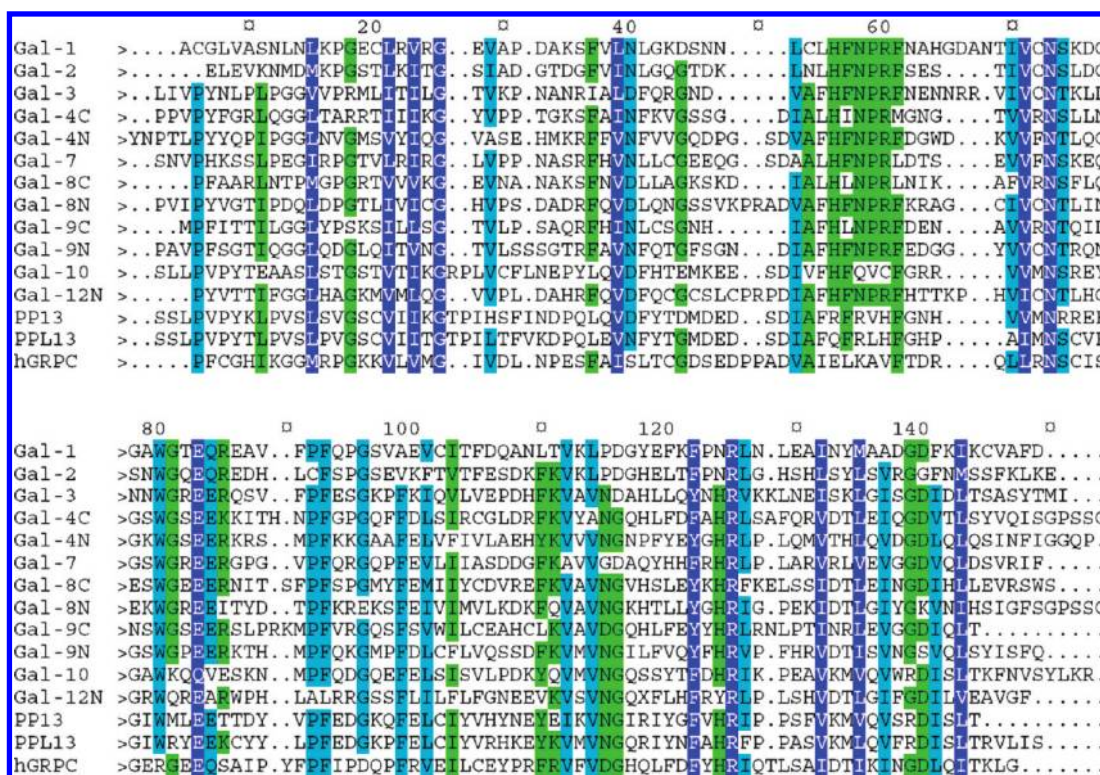 ¤ 20 ¤ 40 ¤ 60 ¤
Gal-1 >.....ACGLVASNLNLKPGECLRVRG..EVAP.DAKSFVLNLGKDSNN.....LCLHFNPRFNAHGDANTIVCNSKDG
Gal-2 >.......ELEVKNMDMKPGSTLKITG..SIAD.GTDGFVINLGQGTDK.....LNLHFNPRFSES....TIVCNSLDG
Gal-3 >...LIVPYNLPLPGGVVPRMLITILG..TVKP.NANRIALDFQRGND.....VAFHFNPRFNENNRR.VIVCNTKLD
Gal-4C >....PPVPYFGRLQGGLTARRTIIIKG..YVPP.TGKSFAINFKVGSSG....DIALHINPRMGNG....TVVRNSLLN
Gal-4N >YNPTLPYYQPIPGGLNVGMSVYIQG..VASE.HMKRFFVNFVVGQDPG..SDVAFHFNPRFDGWD..KVVFNTLQG
Gal-7 >....SNVPHKSSLPEGIRPGTVLRIRG..LVPP.NASRFHVNLLCGEEQG..SDAALHFNPRLDTS....EVVFNSKEQ
Gal-8C >.......PFAARLNTPMGPGRTVVVKG..EVNA.NAKSFNVDLLAGKSKD....IALHLNPRLNIK....AFVRNSFLQ
Gal-8N >....PVIPYVGTIPDQLDPGTLIVICG..HVPS.DADRFQVDLQNGSSVKPRADVAFHFNPRFKRAG...CIVCNTLIN
Gal-9C >.......MPFITTILGGLYPSKSILLSG..TVLP.SAQRFHINLCSGNH.....IAFHLNPRFDEN....AVVRNTQID
Gal-9N >...PAVPFSGTIQGGLQDGLQITVNG..TVLSSSGTRFAVNFQTGFSGN..DIAFHFNPRFEDGG...YVVCNTRQN
Gal-10 >...SLLPVPYTEAASLSTGSTVTIKGRPLVCFLNEPYLQVDFHTEMKEE..SDIVFHFQVCFGRR....VVMNSREY
Gal-12N >......PYVTTIFGGLHAGKMVMLQG..VVPL.DAHRFQVDFQCGCSLCPRPDIAFHFNPRFHTTKP..HVICNTLHG
PP13 >...SSLPVPYKLPVSLSVGSCVIIKGTPIHSFINDPQLQVDFYTDMDED..SDIAFRFRVHFGNH....VVMNRREF
PPL13 >...SSLPVPYTLPVSLPVGSCVIITGTPILTFVKDPQLEVNFYTGMDED..SDIAFQFRLHFGHP....AIMNSCVF
hGRPC >......PFCGHIKGGMRPGKKVLVMG..IVDL.NPESFAISLTCGDSEDPPADVAIELKAVFTDR....QLLRNSCIS
80 ¤ 100 ¤ 120 ¤ 140 ¤
Gal-1 >GAWGTEQREAV..FPFQPGSVAEVCITFDQANLTVKLPDGYEFKFPNRLN.LEAINYMAADGDFKIKCVAFD.....
Gal-2 >SNWGQEQREDH..LCFSPGSEVKFTVTFESDKFKVKLPDGHELTFPNRLG.HSHLSYLSVRGGFNMSSFKLKE....
Gal-3 >NNWGREERQSV..FPFESGKPFKIQVLVEPDHFKVAVNDAHLLQYNHRVKKLNEISKLGISGDIDLTSASYTMI...
Gal-4C >GSWGSEEKKITH.NPFGPGQFFDLSIRCGLDRFKVYANGQHLFDFAHRLSAFQRVDTLEIQGDVTLSYVQISGPSSG
Gal-4N >GKWGSEERKRS..MPFKKGAAFELVFIVLAEHYKVVVNGNPFYEYGHRLP.LQMVTHLQVDGDLQLQSINFIGGQP.
Gal-7 >GSWGREERGPG..VPFQRGQPFEVLIIASDDGFKAVVGDAQYHHFRHRLP.LARVRLVEVGGDVQLDSVRIF.....
Gal-8C >ESWGEEERNITSFPFSPGMYFEMIIYCDVREFKVAVNGVHSLEYKHRFKELSSIDTLEINGDIHLLEVRSWS.....
Gal-8N >EKWGREEITYD..TPFKREKSFEIVIMVLKDKFQVAVNGKHTLLYGHRIG.PEKIDTLGIYGKVNIHSIGFSGPSSG
Gal-9C >NSWGSEERSLPRKMPFVRGQSFSVWILCEAHCLKVAVDGQHLFEYYHRLRNLPTINRLEVGGDIQLT..........
Gal-9N >GSWGPEERKTH..MPFQKGMPFDLCFLVQSSDFKVMVNGILFVQYFHRVP.FHRVDTISVNGSVQLSYISFQ.....
Gal-10 >GAWKQQVESKN..MPFQDGQEFELSISVLPDKYQVMVNGQSSYTFDHRIK.PEAVKMVQVWRDISLTKFNVSYLKR.
Gal-12N >GRWQREARWPH..LALRRGSSFLILFLFGNEEVKVSVNGQXFLHFRYRLP.LSHVDTLGIFGDILVEAVGF......
PP13 >GIWMLEETTDY..VPFEDGKQFELCIYVHYNEYEIKVNGIRIYGFVHRIP.PSFVKMVQVSRDISLT..........
PPL13 >GIWRYEEKCYY..LPFEDGKPFELCIYVRHKEYKVMVNGQRIYNFAHRFP.PASVKMLQVFRDISLTRVLIS.....
hGRPC >GERGEEQSAIP.YFPFIPDQPFRVEILCEYPRFRVFVDGHQLFDFYHRIQTLSAIDTIKINGDLQITKLG.......